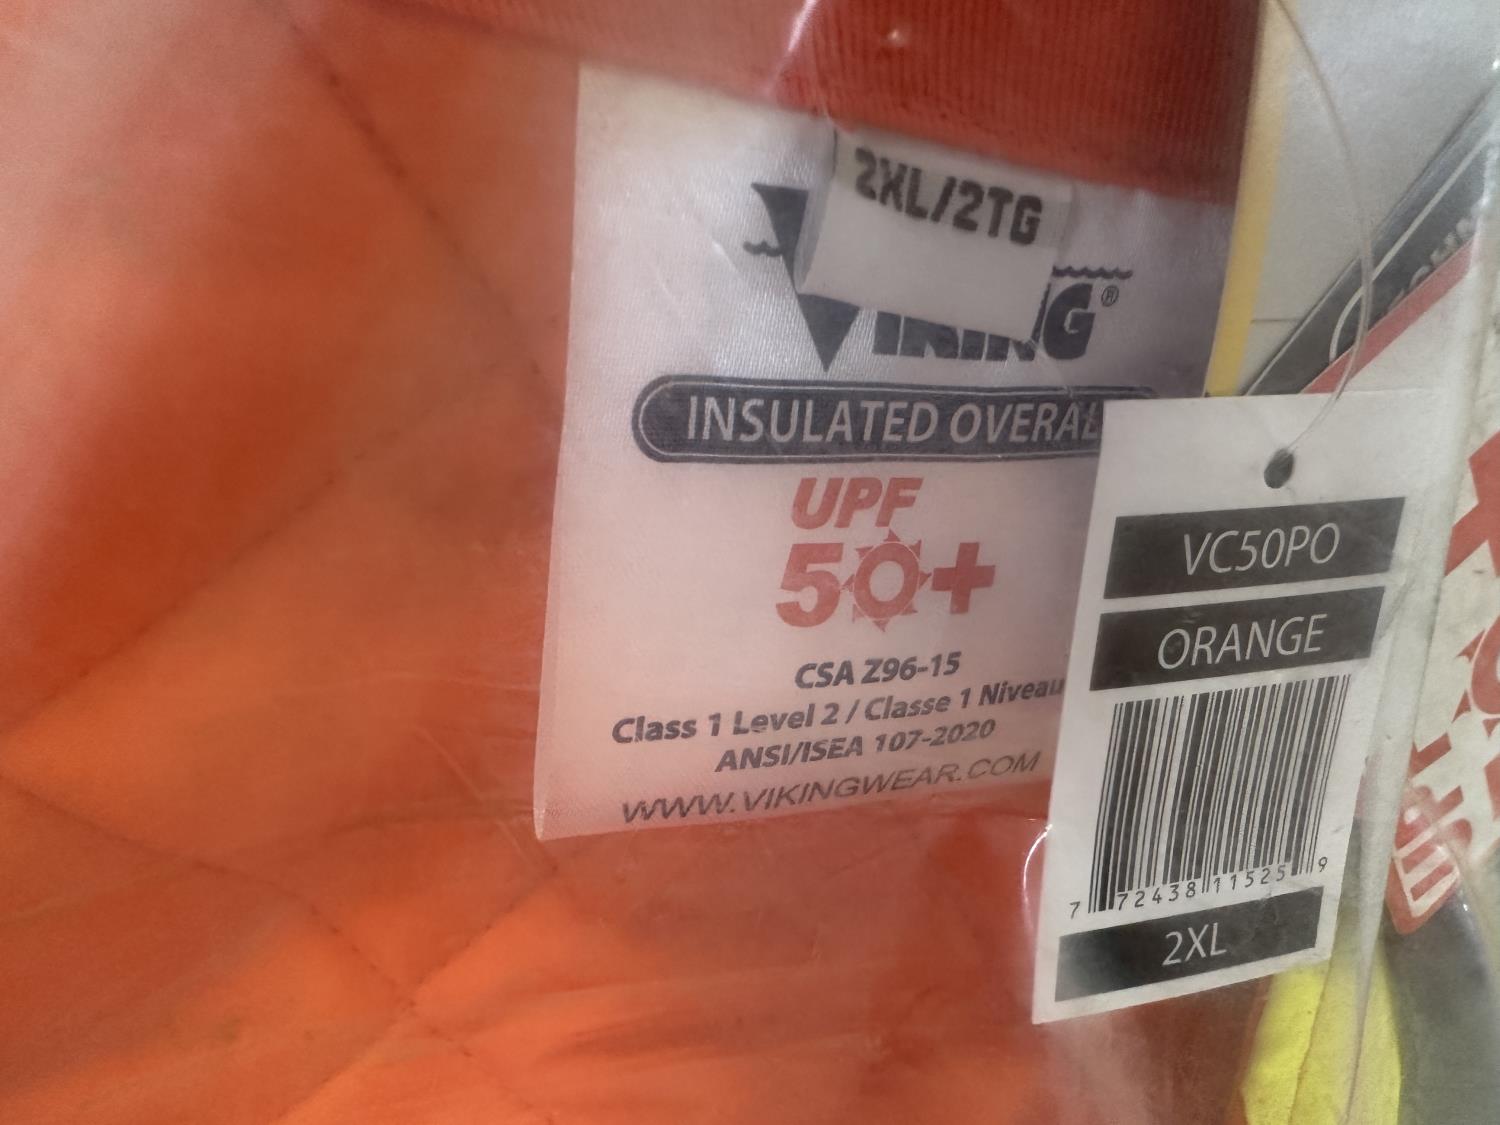 2XL/2TG
VIKING®
INSULATED OVERAL
UPF
50+
CSA Z96-15
Class 1 Level 2 / Classe 1 Niveau
ANSI/ISEA 107-2020
WWW.VIKINGWEAR.COM
VC50PO
ORANGE
7 72438 11525 9
2XL